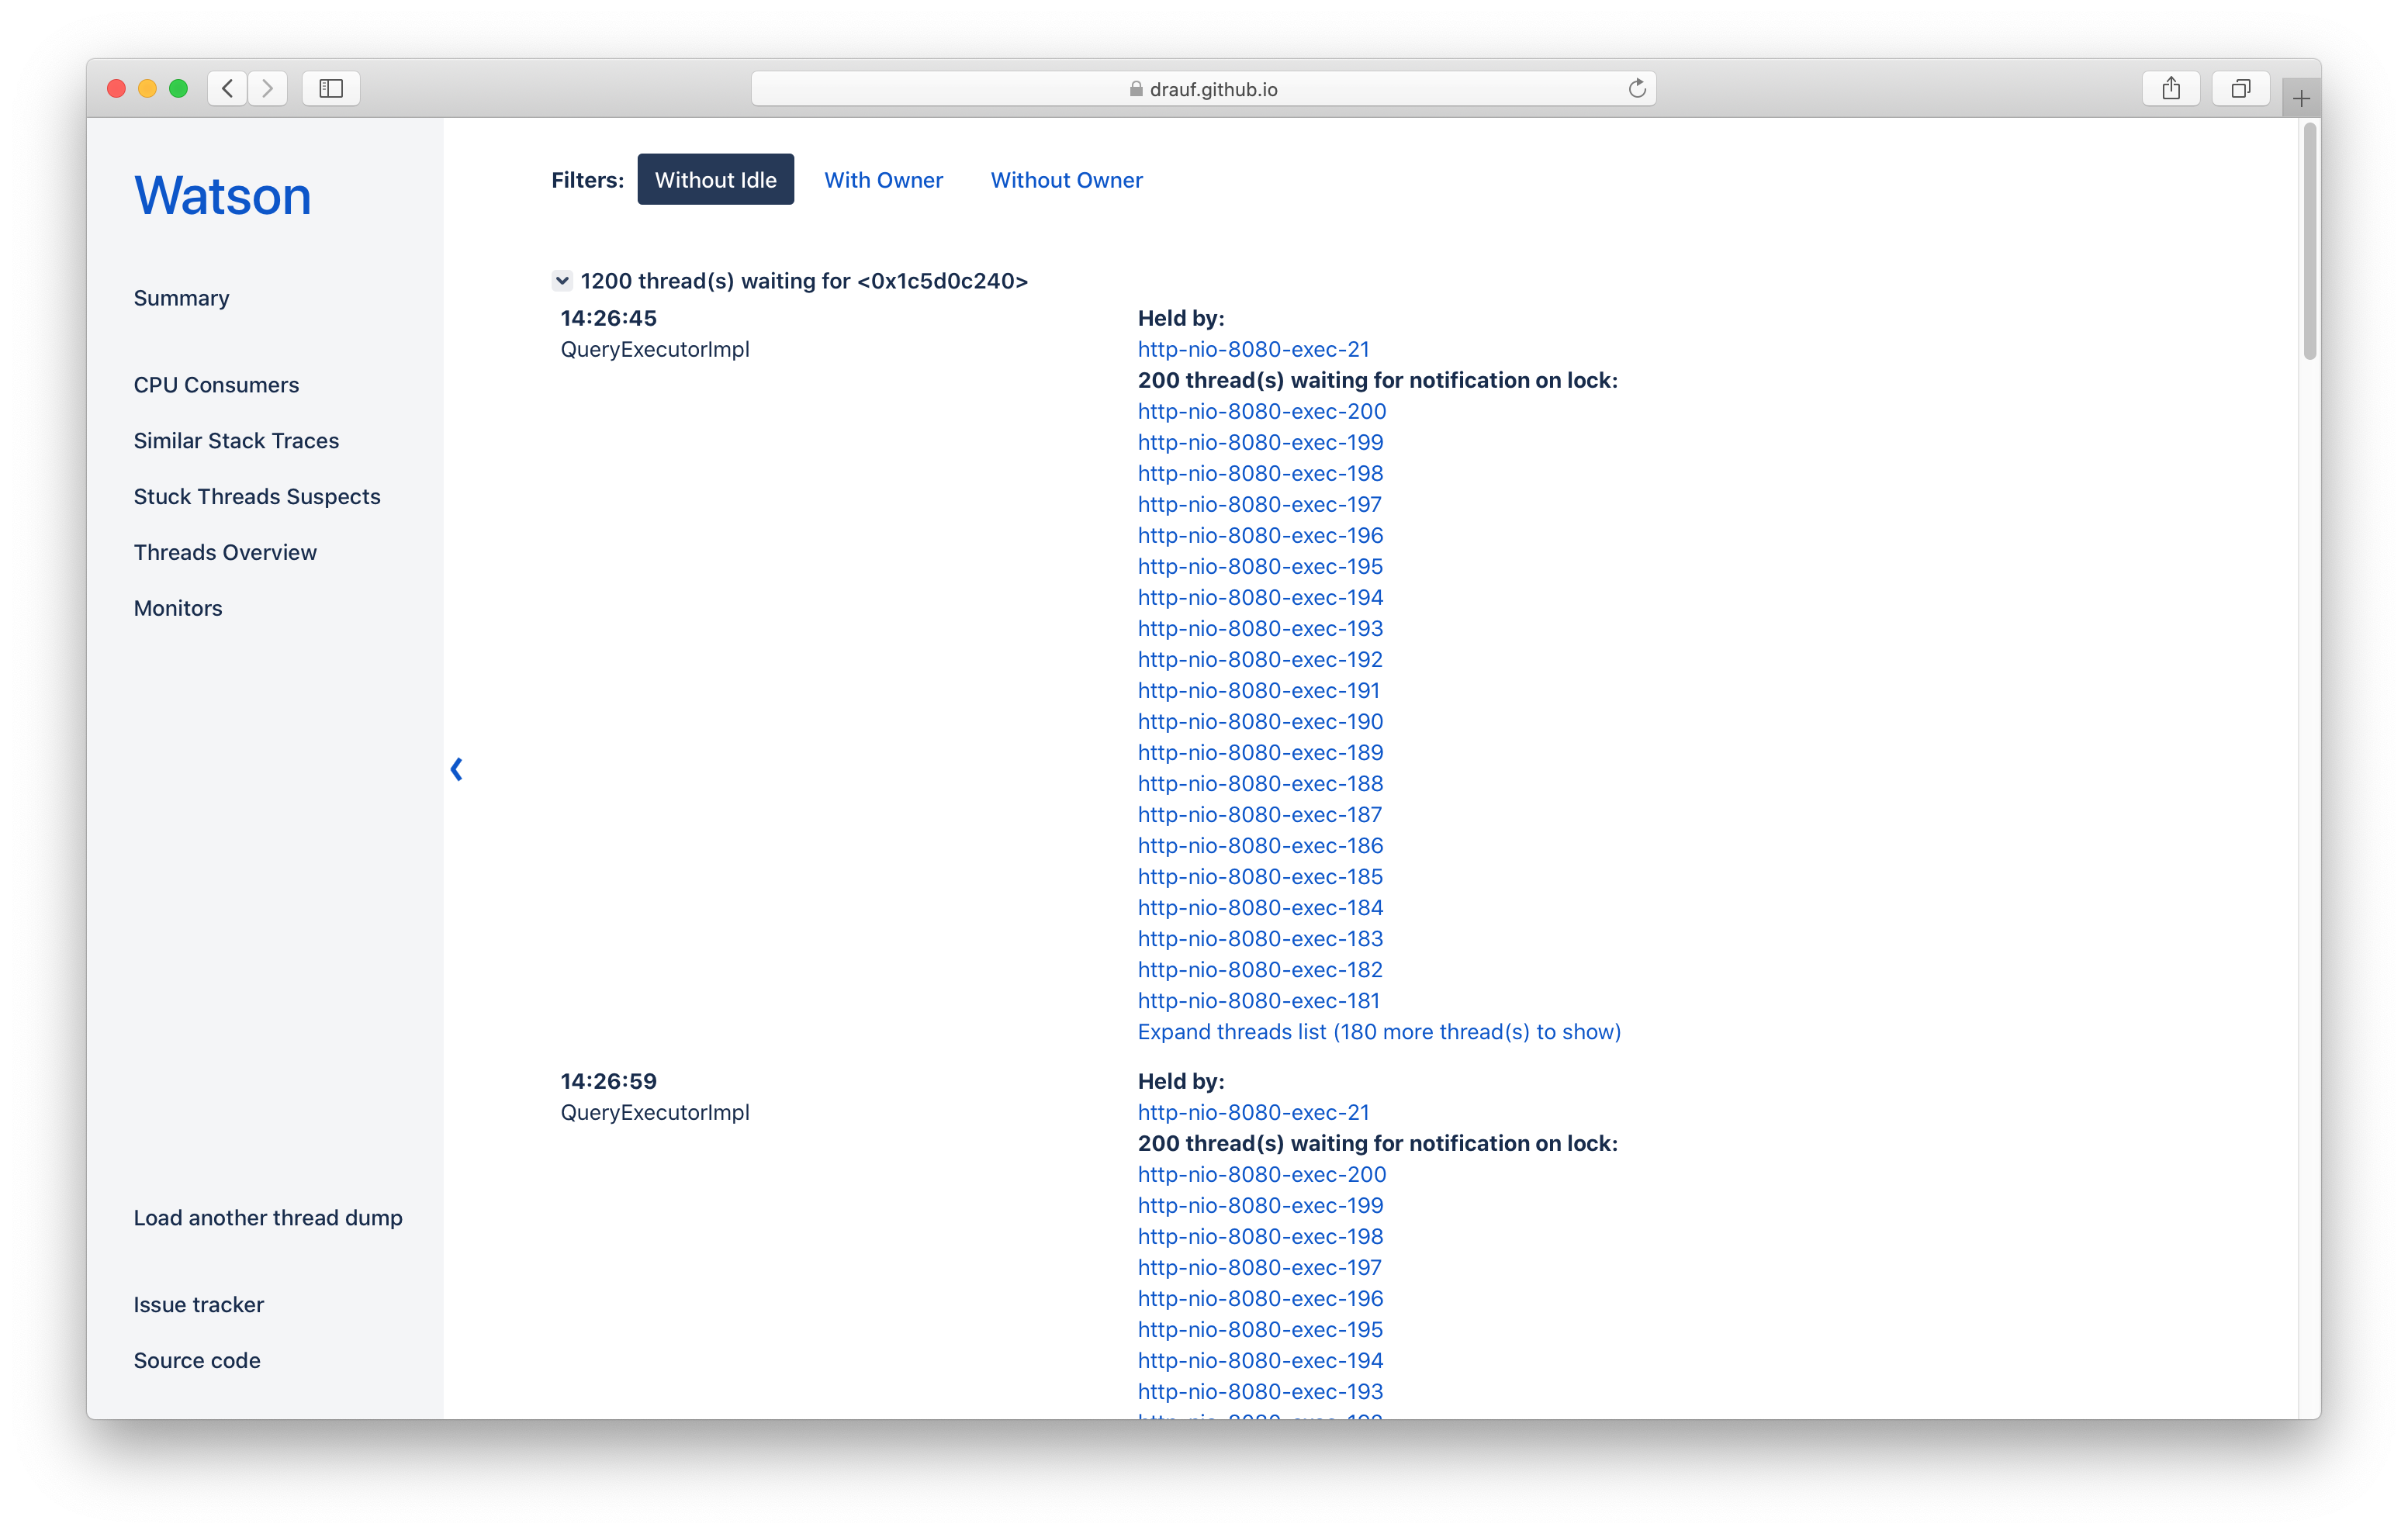 drauf.github.io
Watson
Summary
CPU Consumers
Similar Stack Traces
Stuck Threads Suspects
Threads Overview
Monitors
Load another thread dump
Issue tracker
Source code
Filters: Without Idle With Owner Without Owner
1200 thread(s) waiting for <0x1c5d0c240>
14:26:45
QueryExecutorImpl
Held by:
http-nio-8080-exec-21
200 thread(s) waiting for notification on lock:
http-nio-8080-exec-200
http-nio-8080-exec-199
http-nio-8080-exec-198
http-nio-8080-exec-197
http-nio-8080-exec-196
http-nio-8080-exec-195
http-nio-8080-exec-194
http-nio-8080-exec-193
http-nio-8080-exec-192
http-nio-8080-exec-191
http-nio-8080-exec-190
http-nio-8080-exec-189
http-nio-8080-exec-188
http-nio-8080-exec-187
http-nio-8080-exec-186
http-nio-8080-exec-185
http-nio-8080-exec-184
http-nio-8080-exec-183
http-nio-8080-exec-182
http-nio-8080-exec-181
Expand threads list (180 more thread(s) to show)
14:26:59
QueryExecutorImpl
Held by:
http-nio-8080-exec-21
200 thread(s) waiting for notification on lock:
http-nio-8080-exec-200
http-nio-8080-exec-199
http-nio-8080-exec-198
http-nio-8080-exec-197
http-nio-8080-exec-196
http-nio-8080-exec-195
http-nio-8080-exec-194
http-nio-8080-exec-193